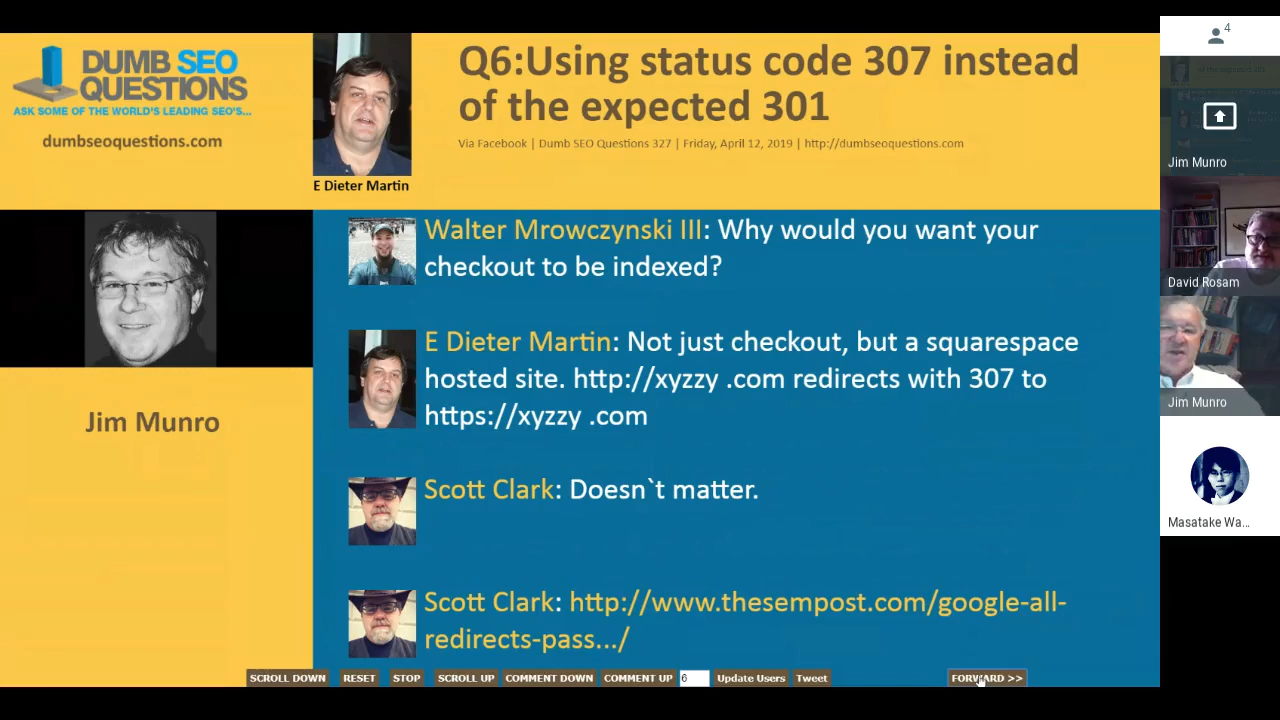 DUMB SEO
QUESTIONS
ASK SOME OF THE WORLD'S LEADING SEO'S...
dumbseoquestions.com
E Dieter Martin
Q6:Using status code 307 instead
of the expected 301
Via Facebook | Dumb SEO Questions 327 | Friday, April 12, 2019 | http://dumbseoquestions.com
Jim Munro
Walter Mrowczynski III: Why would you want your
checkout to be indexed?
E Dieter Martin: Not just checkout, but a squarespace
hosted site. http://xyzzy .com redirects with 307 to
https://xyzzy .com
Scott Clark: Doesn`t matter.
Scott Clark: http://www.thesempost.com/google-all-
redirects-pass.../
SCROLL DOWN RESET STOP SCROLL UP COMMENT DOWN COMMENT UP 6 Update Users Tweet FORWARD >>
4
Jim Munro
David Rosam
Jim Munro
Masatake Wa...